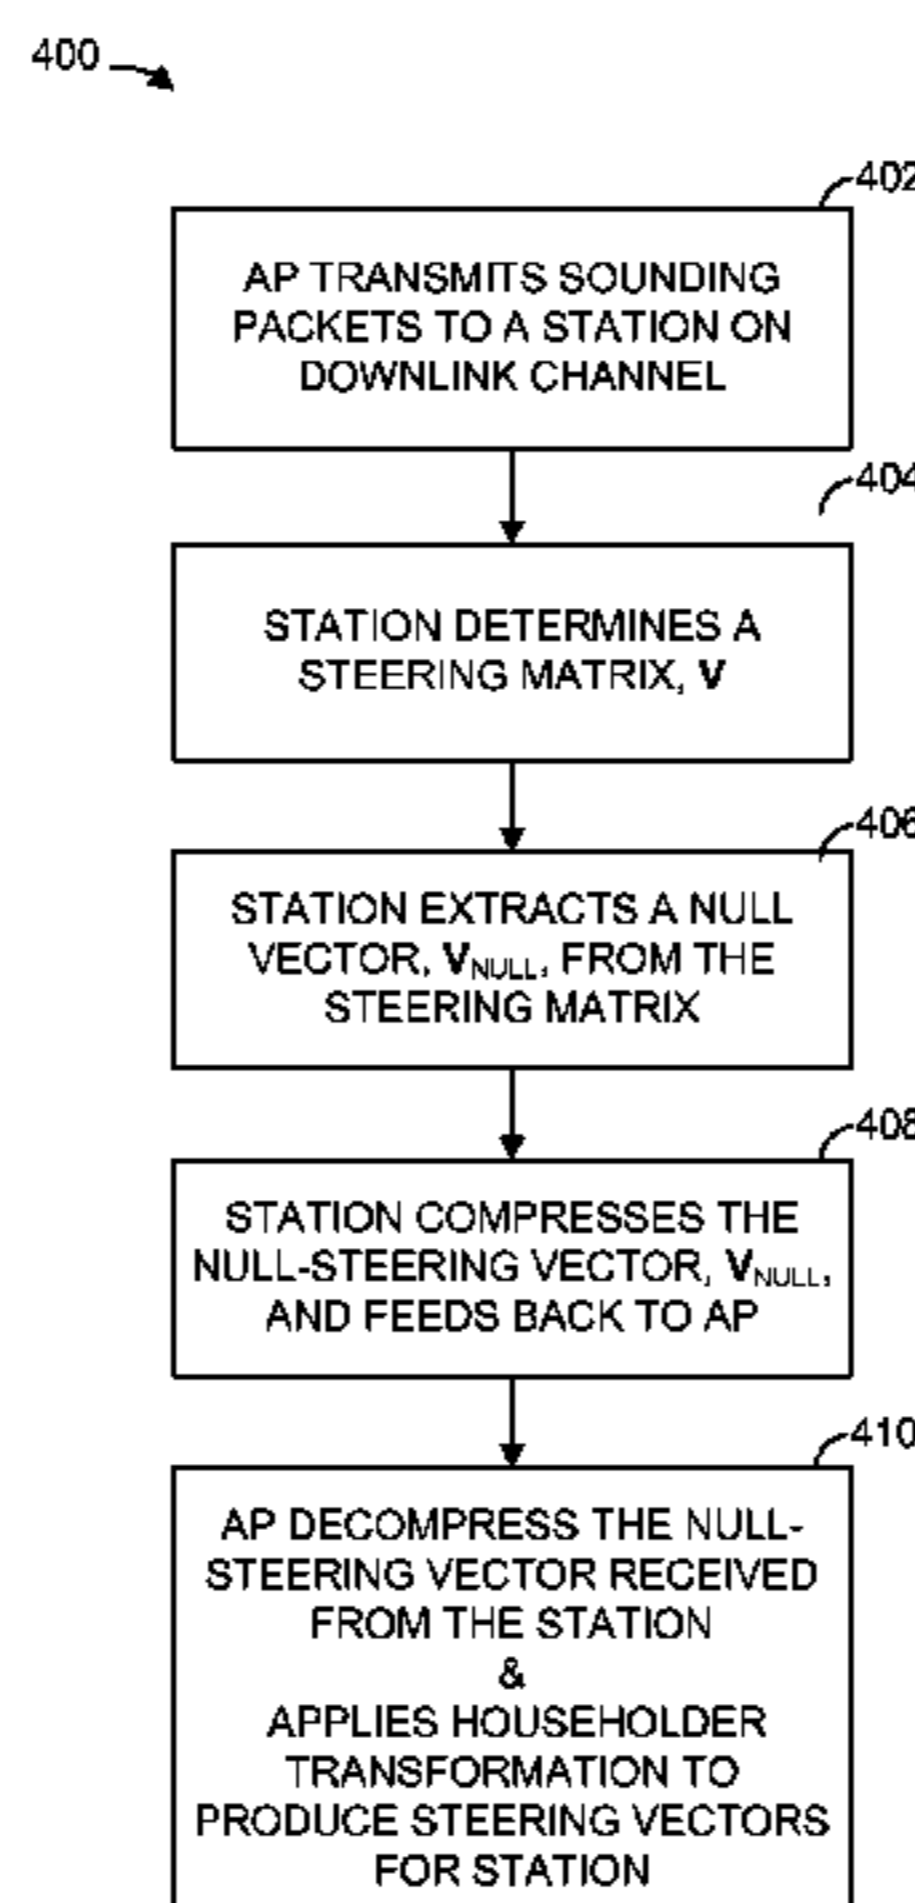 400
402
AP TRANSMITS SOUNDING
PACKETS TO A STATION ON
DOWNLINK CHANNEL
404
STATION DETERMINES A
STEERING MATRIX, V
406
STATION EXTRACTS A NULL
VECTOR, VNULL, FROM THE
STEERING MATRIX
408
STATION COMPRESSES THE
NULL-STEERING VECTOR, VNULL,
AND FEEDS BACK TO AP
410
AP DECOMPRESS THE NULL-
STEERING VECTOR RECEIVED
FROM THE STATION
&
APPLIES HOUSEHOLDER
TRANSFORMATION TO
PRODUCE STEERING VECTORS
FOR STATION